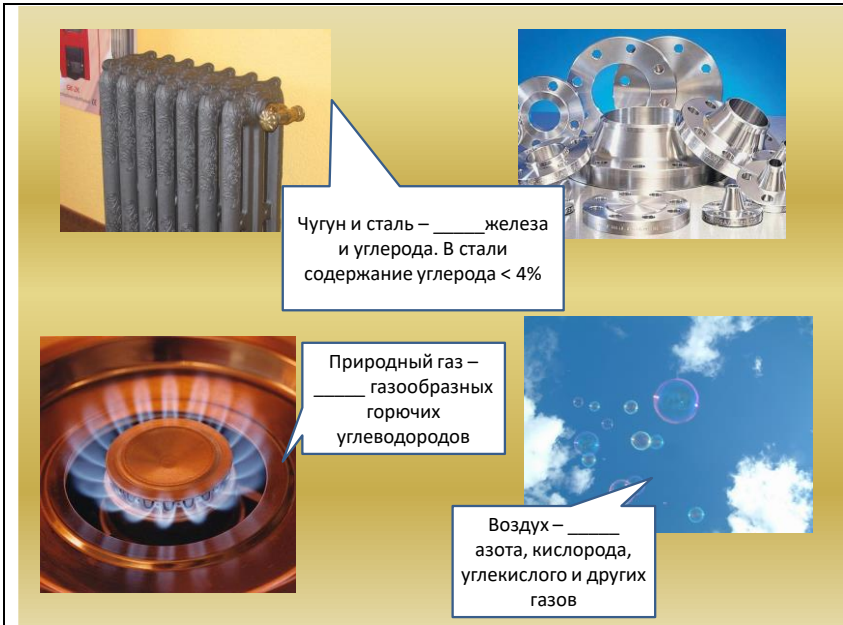 Чугун и сталь – _____железа
и углерода. В стали
содержание углерода < 4%
Природный газ –
_____ газообразных
горючих
углеводородов
Воздух – _____
азота, кислорода,
углекислого и других
газов